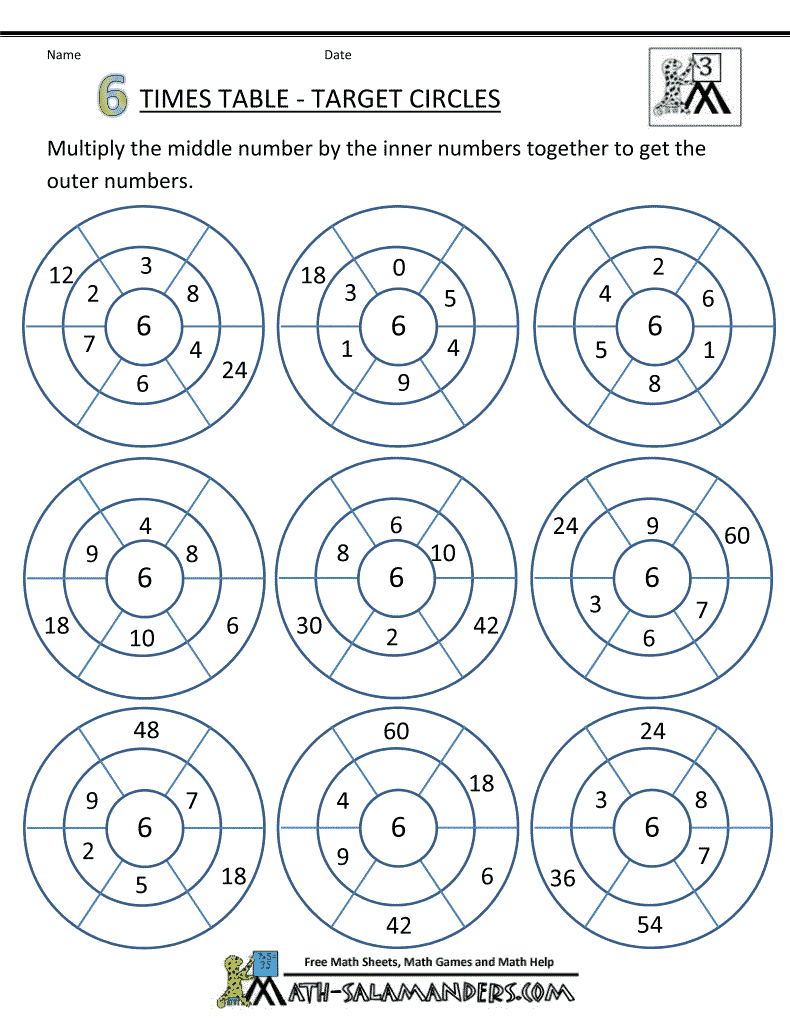 Name Date
3
6 TIMES TABLE - TARGET CIRCLES
Multiply the middle number by the inner numbers together to get the
outer numbers.
12 2 3 8 7 6 4 6 24
18 3 0 5 6 1 4 9
2 4 6 6 5 1 8
4 9 8 6 18 10 6
6 8 10 6 30 2 42
24 9 60 6 3 7 6
48 9 7 6 2 5 18
60 18 4 6 9 6 42
24 3 8 6 7 36 54
7x5=
35
Free Math Sheets, Math Games and Math Help
MATH-SALAMANDERS.COM